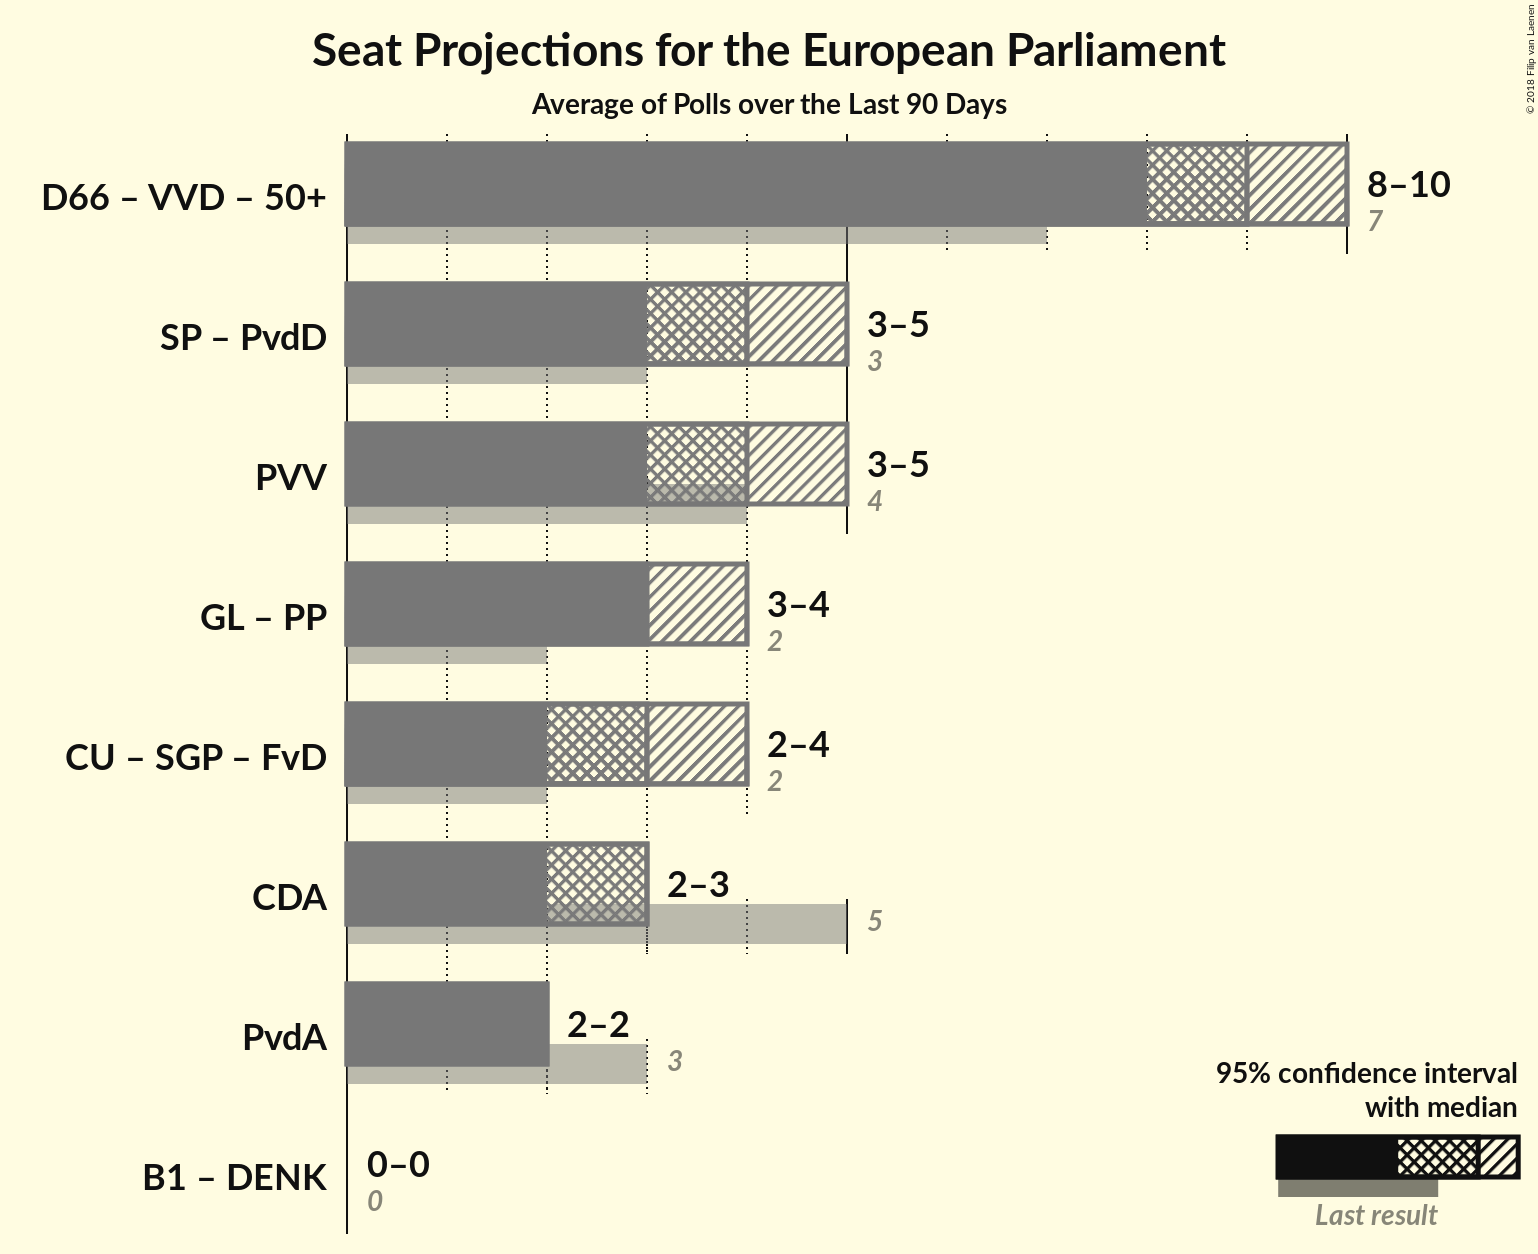 Seat Projections for the European Parliament
Average of Polls over the Last 90 Days
© 2018 Filip van Laenen
D66 – VVD – 50+
8–10
7
SP – PvdD
3–5
3
PVV
3–5
4
GL – PP
3–4
2
CU – SGP – FvD
2–4
2
CDA
2–3
5
PvdA
2–2
3
B1 – DENK
0–0
0
95% confidence interval
with median
Last result